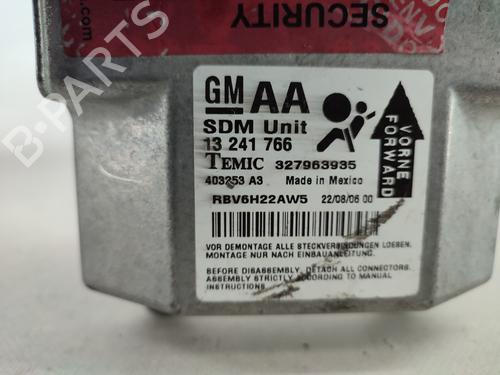 SECURITY
s.com
GM AA
SDM Unit
13 241 766
TEMIC 327963935
403253 A3 Made in Mexico
RBV6H22AW5 22/08/06 00
VORNE
FORWARD
VOR DEMONTAGE ALLE STECKVERBINDUNGEN LOESEN.
MONTAGE NUR NACH EINBAUANLEITUNG.
BEFORE DISASSEMBLY, DETACH ALL CONNECTORS.
ASSEMBLY STRICTLY ACCORDING TO MANUAL
INSTRUCTIONS
B-PARTS